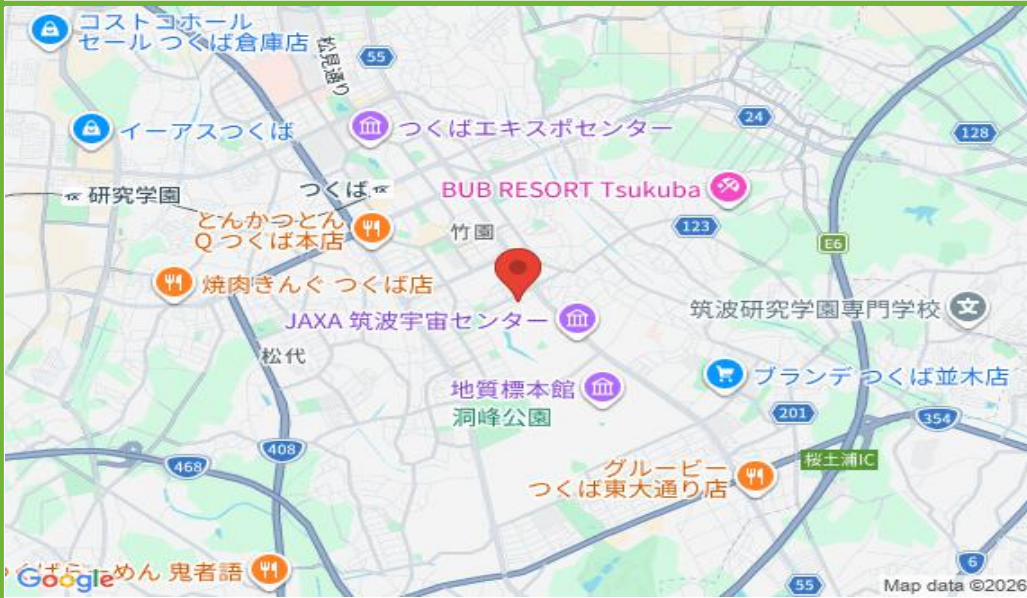 コストコホール
セール つくば倉庫店
松見通り
55
24
128
イーアスつくば
つくばエキスポセンター
研究学園
つくば
BUB RESORT Tsukuba
とんかつとん
Q つくば本店
竹園
123
E6
焼肉きんぐ つくば店
JAXA 筑波宇宙センター
筑波研究学園専門学校
松代
地質標本館
洞峰公園
ブランデ つくば並木店
201
354
408
468
桜土浦IC
グルービー
つくば東大通り店
めん 鬼者語
Google
55
6
Map data ©2026